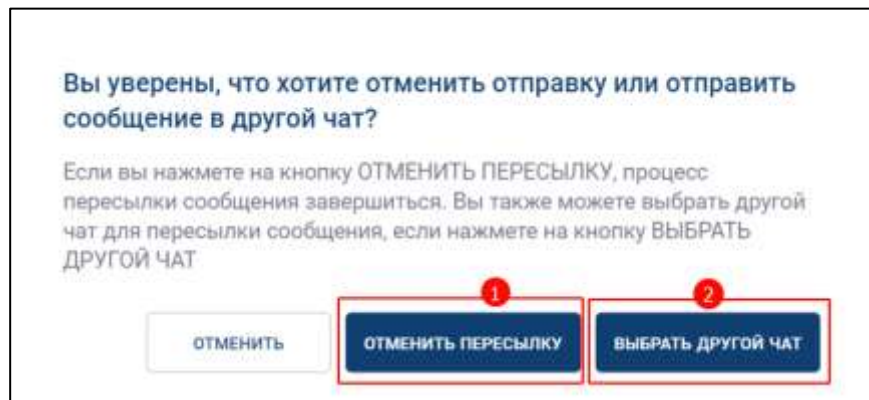 Вы уверены, что хотите отменить отправку или отправить
сообщение в другой чат?
Если вы нажмете на кнопку ОТМЕНИТЬ ПЕРЕСЫЛКУ, процесс
пересылки сообщения завершиться. Вы также можете выбрать другой
чат для пересылки сообщения, если нажмете на кнопку ВЫБРАТЬ
ДРУГОЙ ЧАТ
1 2
ОТМЕНИТЬ ОТМЕНИТЬ ПЕРЕСЫЛКУ ВЫБРАТЬ ДРУГОЙ ЧАТ